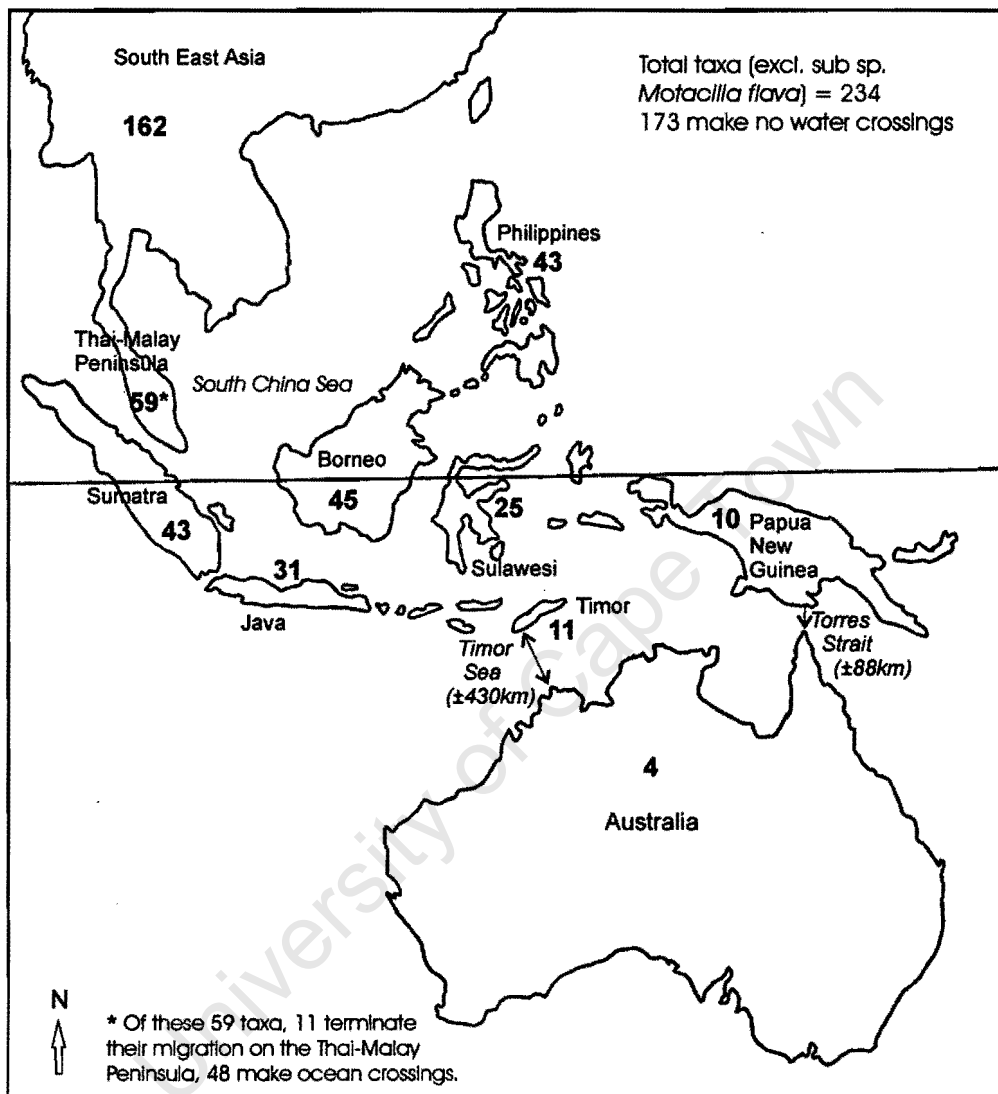 South East Asia
162
Total taxa (excl. sub sp.
Motacilla flava) = 234
173 make no water crossings
Philippines
43
Thai-Malay
Peninsula
59*
South China Sea
Borneo
45
Sumatra
43
25
Sulawesi
10 Papua
New
Guinea
31
Java
Timor
11
Timor
Sea
(±430km)
Torres
Strait
(±88km)
4
Australia
N
* Of these 59 taxa, 11 terminate
their migration on the Thai-Malay
Peninsula, 48 make ocean crossings.
University of Cape Town